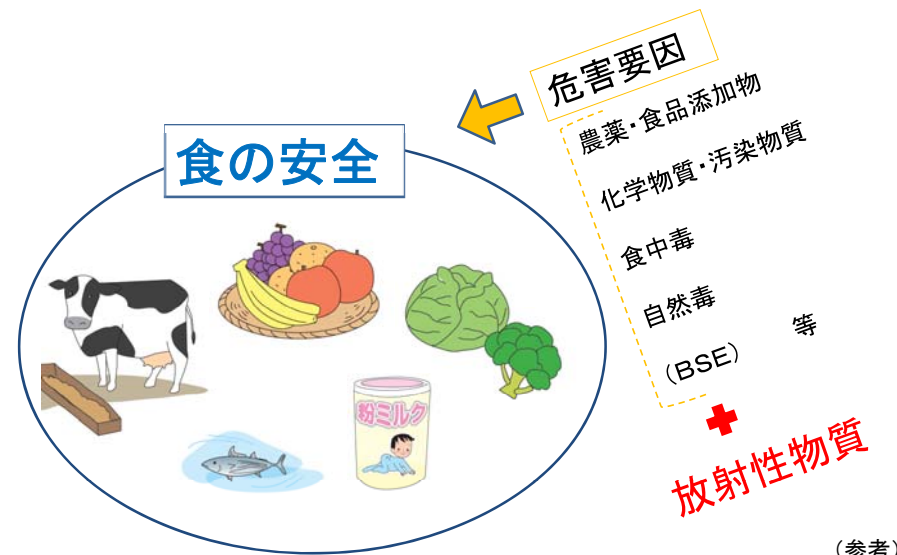 危害要因
農薬・食品添加物
化学物質・汚染物質
食中毒
自然毒
（BSE）　等
＋
放射性物質
食の安全
粉ミルク
（参考）